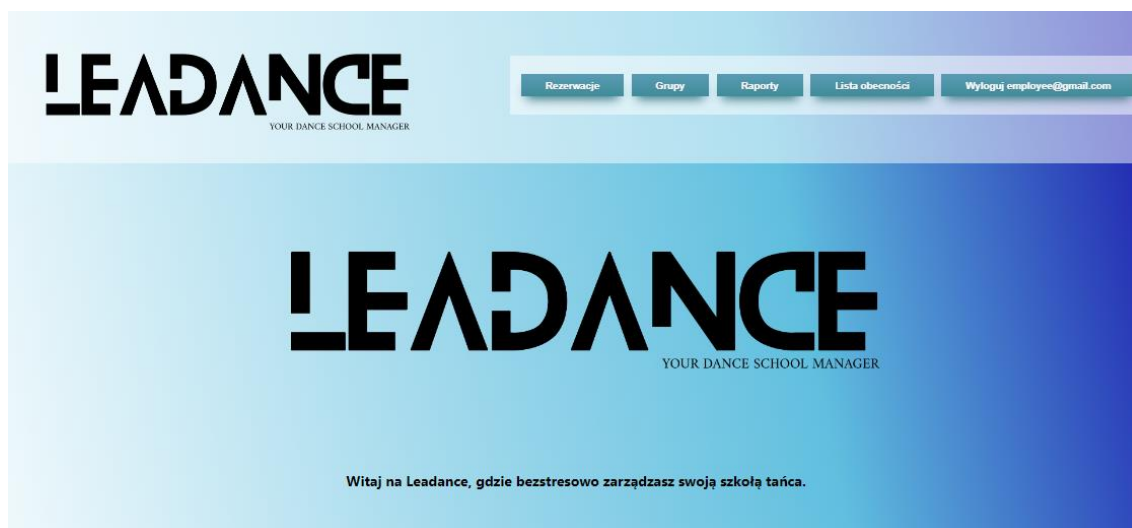 LEADANCE
YOUR DANCE SCHOOL MANAGER
Rezerwacje Grupy Raporty Lista obecności Wyloguj employee@gmail.com
LEADANCE
YOUR DANCE SCHOOL MANAGER
Witaj na Leadance, gdzie bezstresowo zarządzasz swoją szkołą tańca.